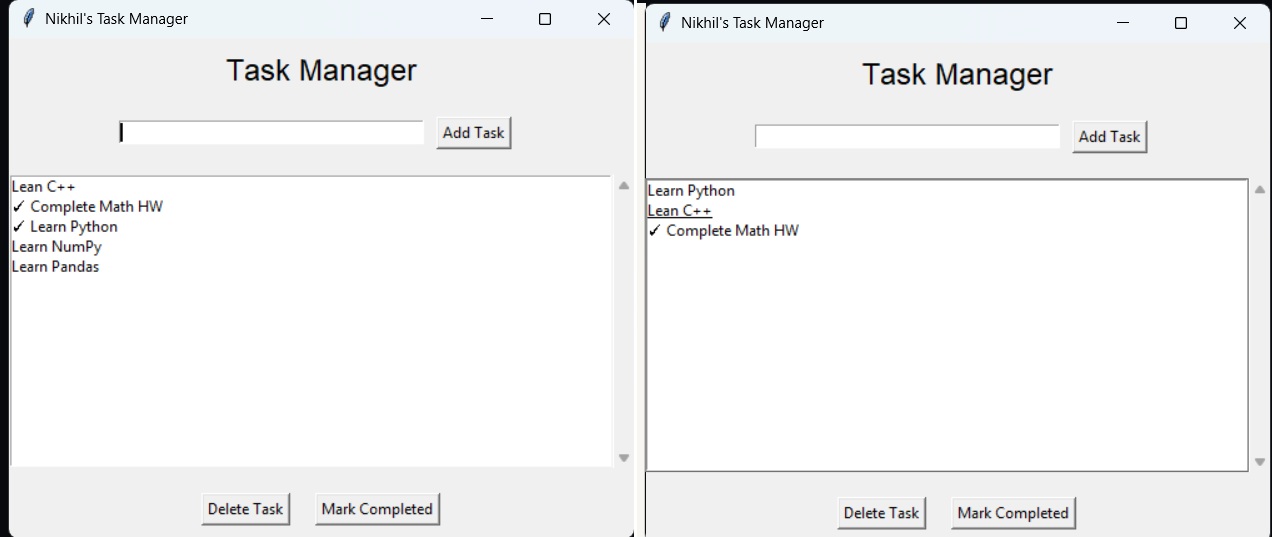 Nikhil's Task Manager
Task Manager
Add Task
Lean C++
✓ Complete Math HW
✓ Learn Python
Learn NumPy
Learn Pandas
Delete Task
Mark Completed
Nikhil's Task Manager
Task Manager
Add Task
Learn Python
Lean C++
✓ Complete Math HW
Delete Task
Mark Completed